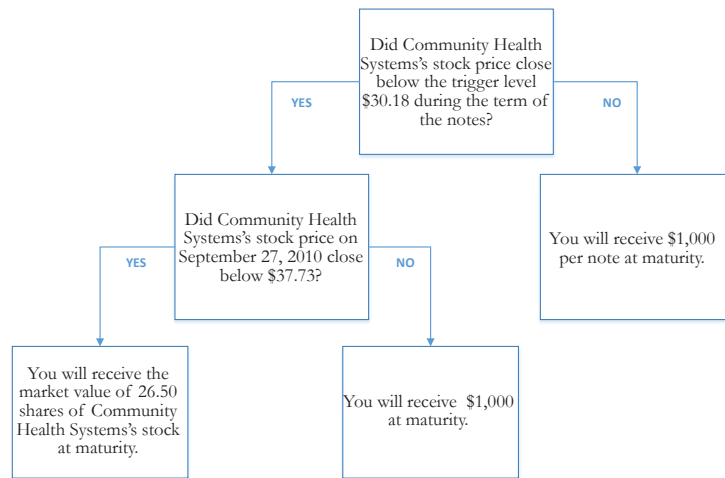 Did Community Health
Systems's stock price close
below the trigger level
$30.18 during the term of
the notes?
YES
NO
Did Community Health
Systems's stock price on
September 27, 2010 close
below $37.73?
You will receive $1,000
per note at maturity.
YES
NO
You will receive the
market value of 26.50
shares of Community
Health Systems's stock
at maturity.
You will receive $1,000
at maturity.